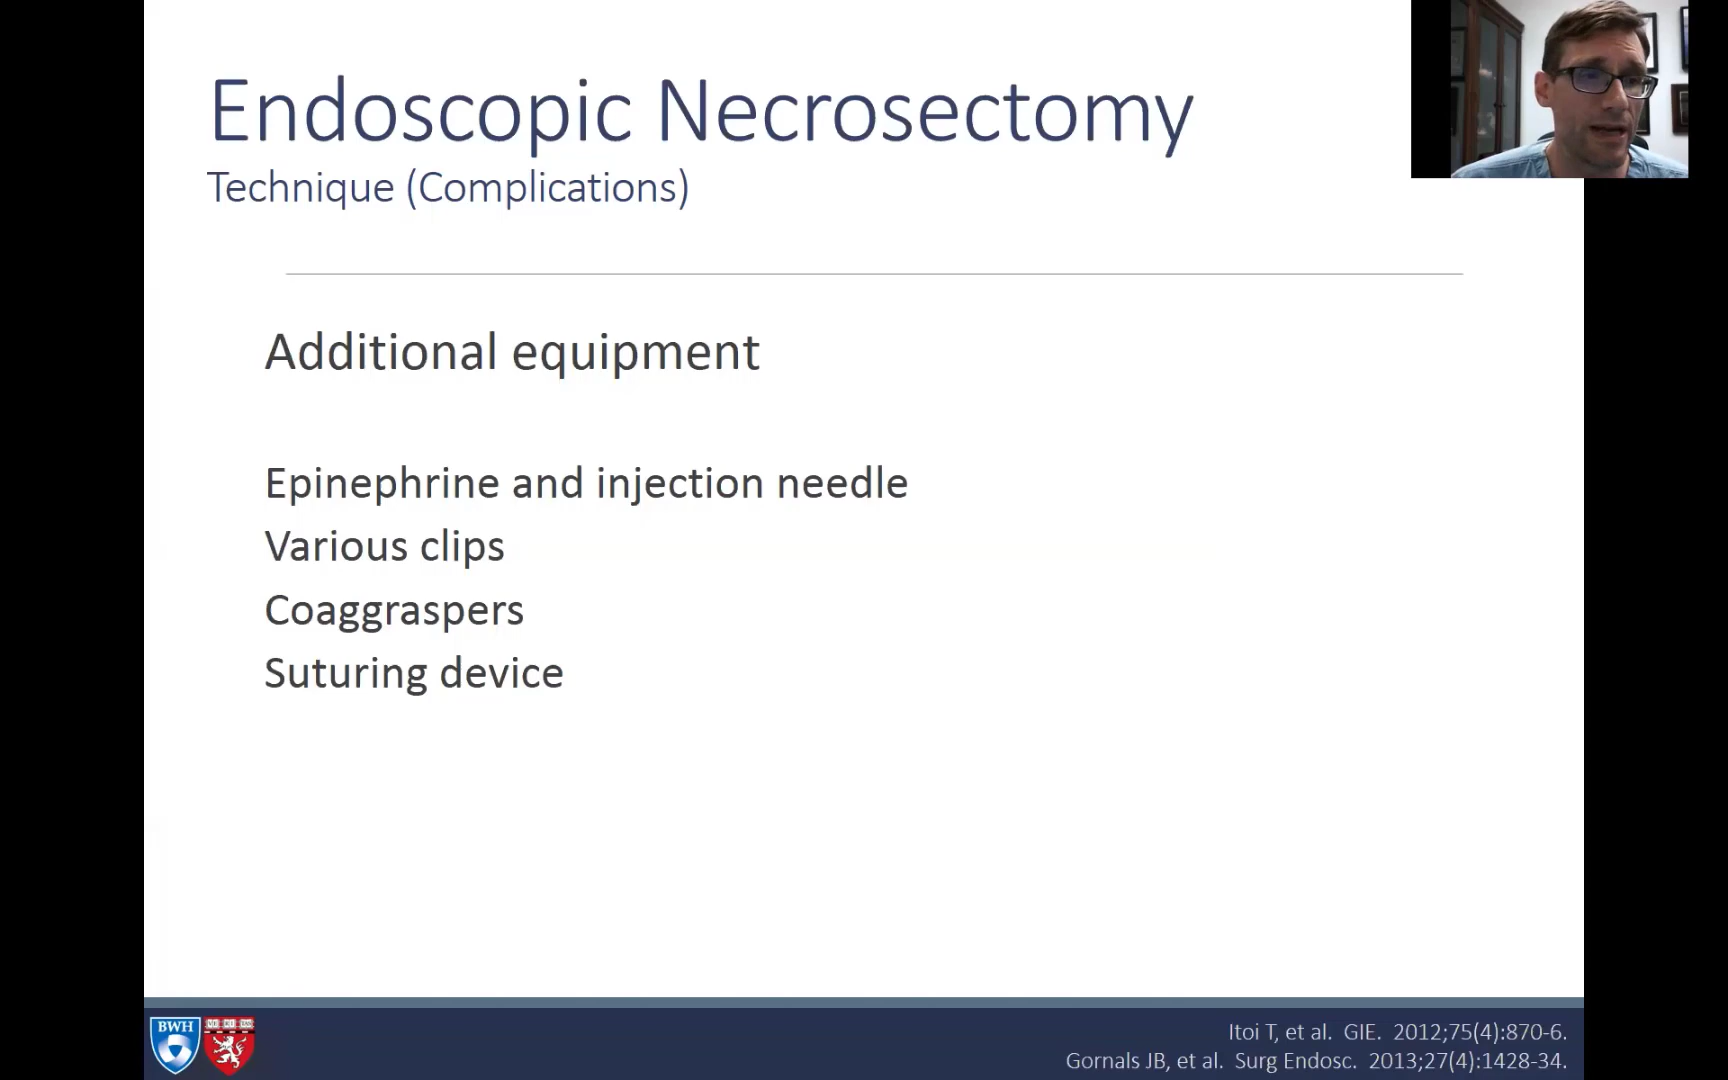 Endoscopic Necrosectomy
Technique (Complications)
Additional equipment
Epinephrine and injection needle
Various clips
Coaggraspers
Suturing device
BWH
Itoi T, et al. GIE. 2012;75(4):870-6.
Gornals JB, et al. Surg Endosc. 2013;27(4):1428-34.